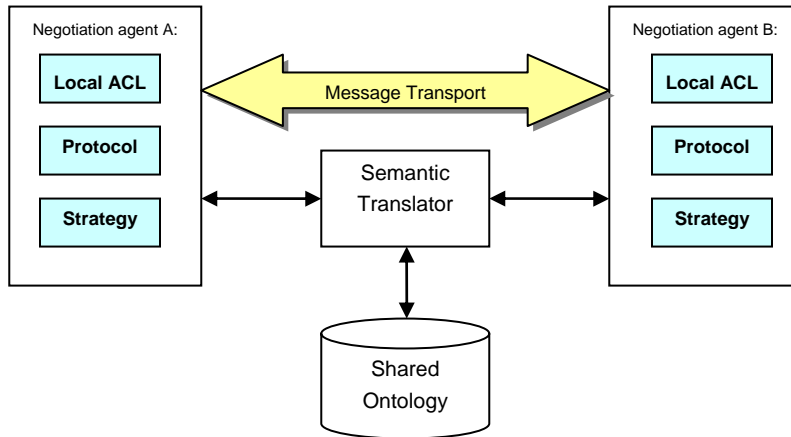 Negotiation agent A:
Local ACL
Protocol
Strategy
Message Transport
Semantic
Translator
Shared
Ontology
Negotiation agent B:
Local ACL
Protocol
Strategy